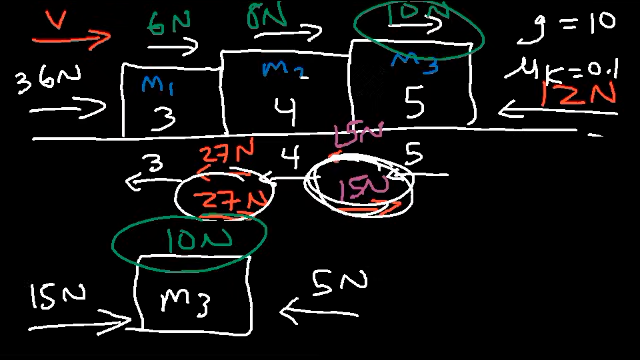 V 6N 8N 10N g = 10
36N m1 m2 m3 μK = 0.1
3 4 5 12N
15N
3 27N 4 5
27N 15N
10N
15N m3 5N